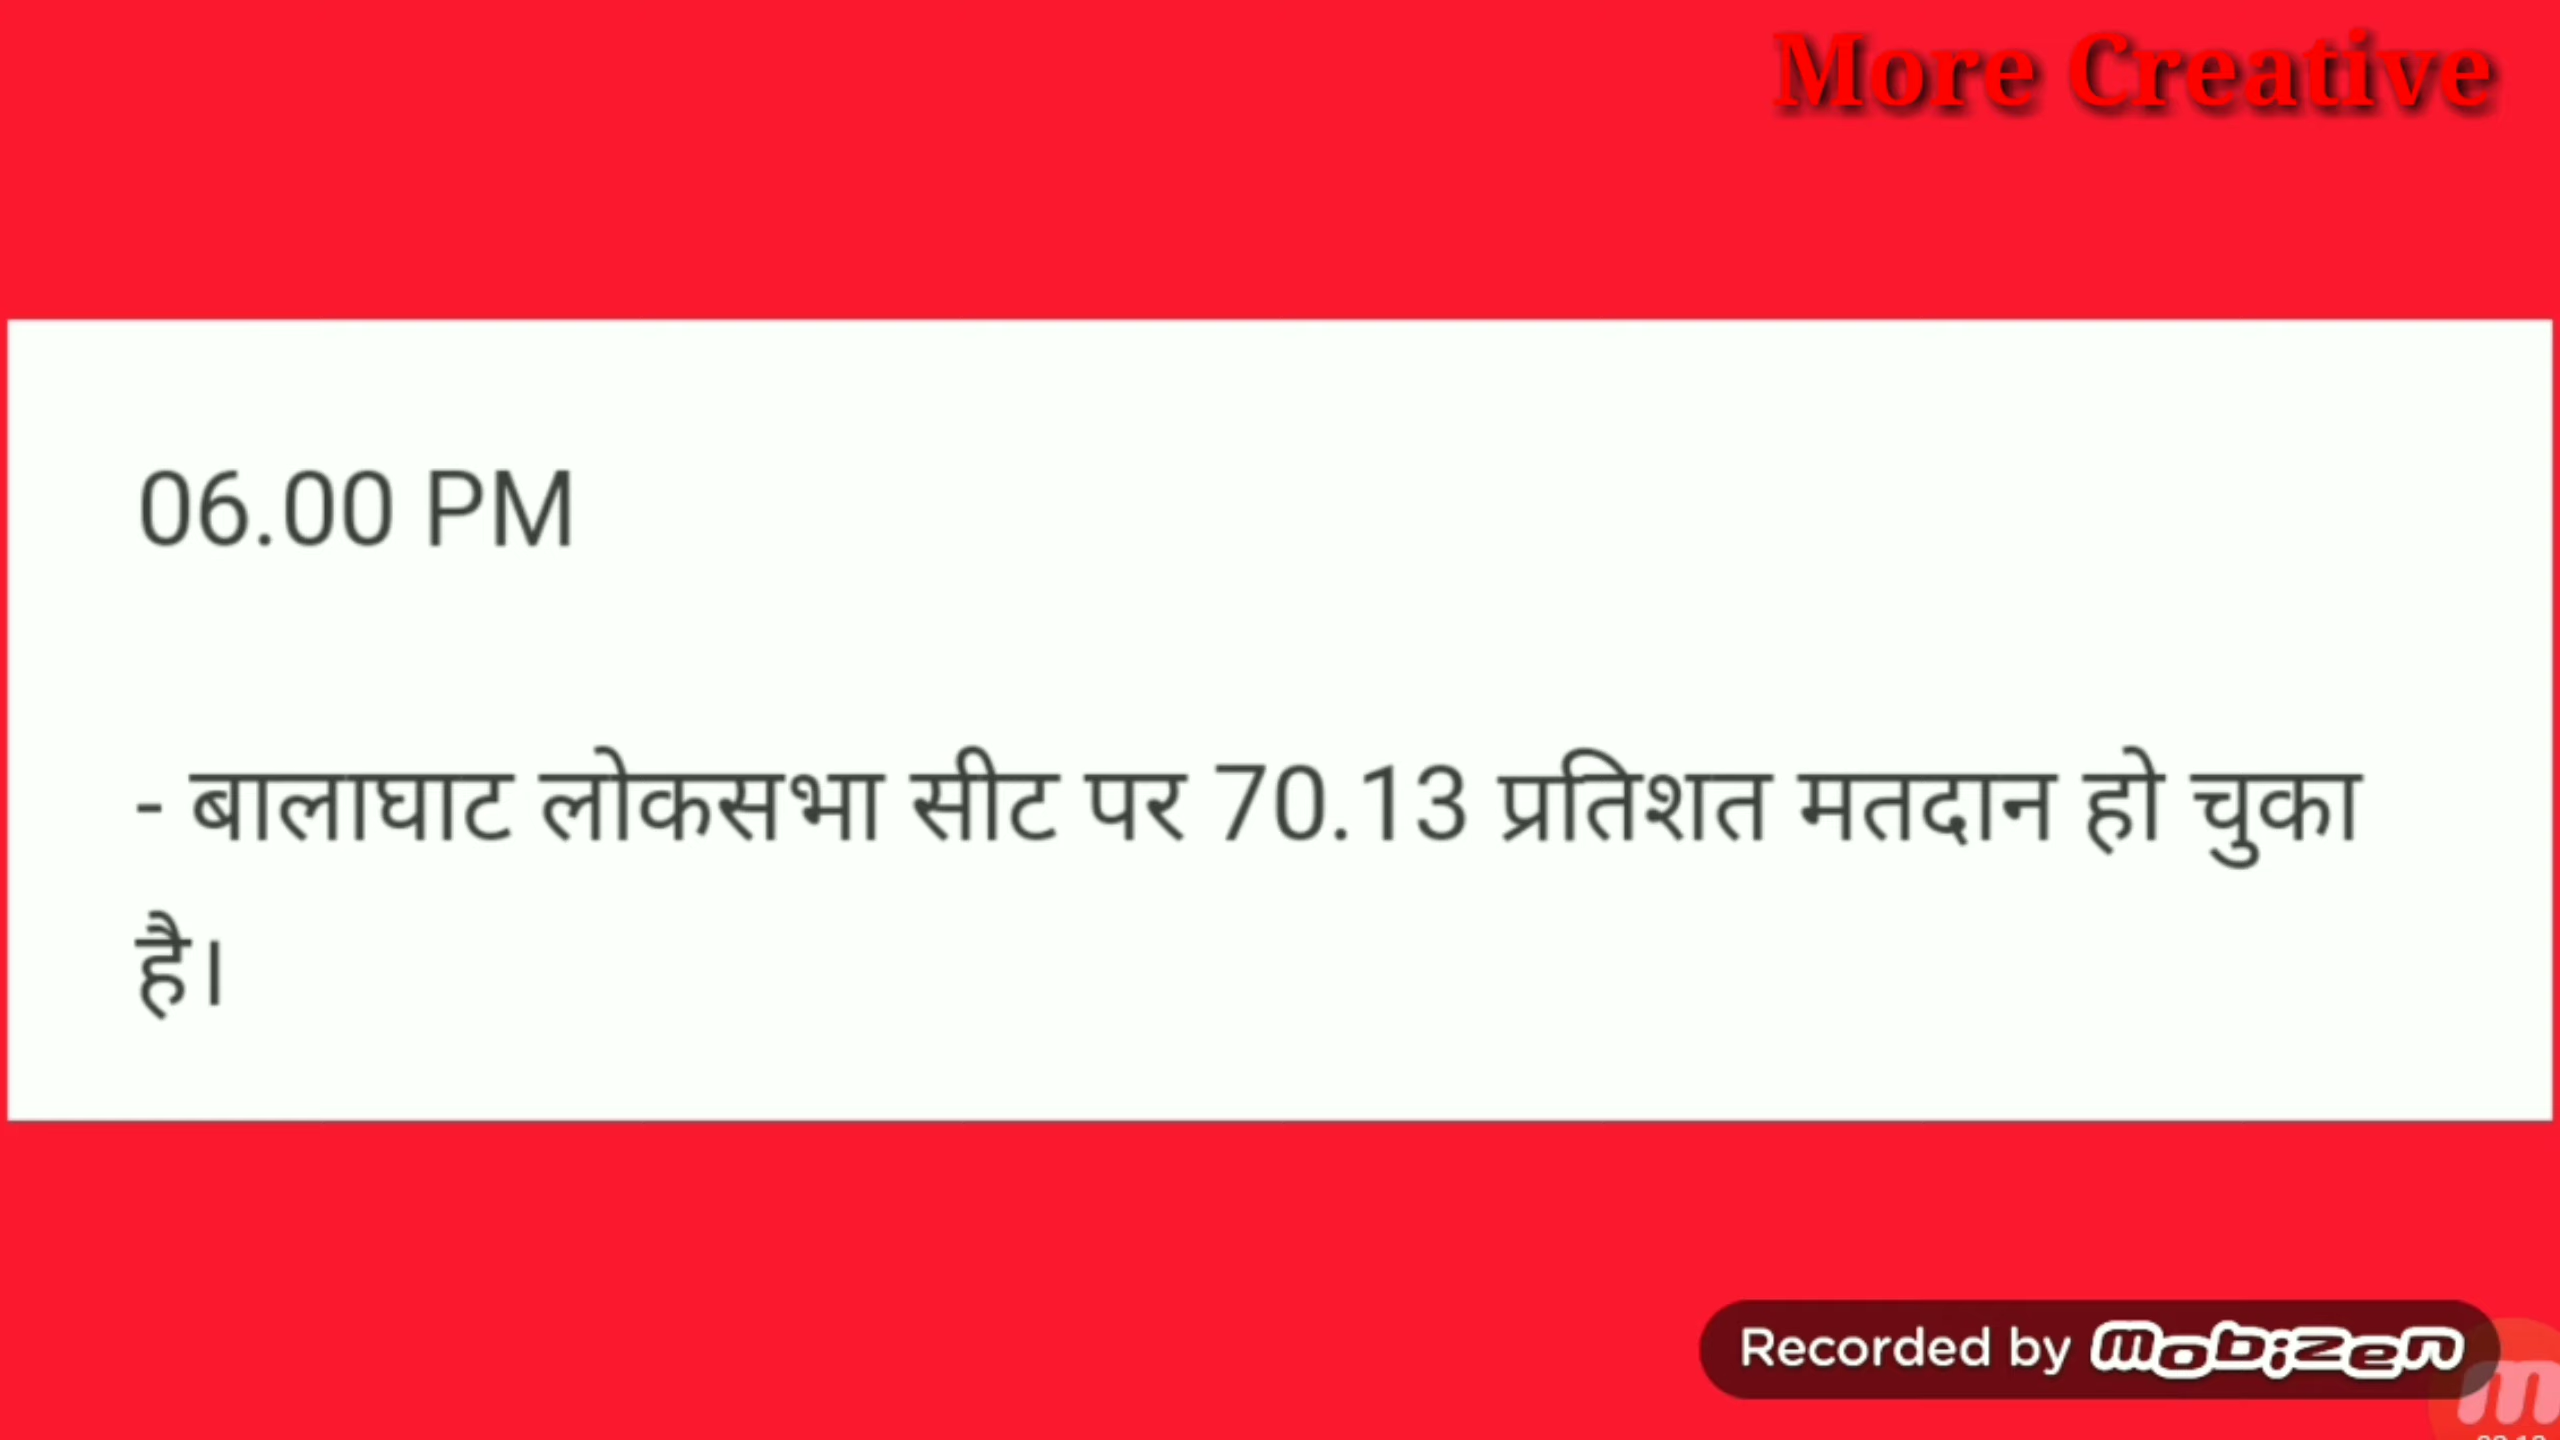 More Creative
06.00 PM
- बालाघाट लोकसभा सीट पर 70.13 प्रतिशत मतदान हो चुका
है।
Recorded by mobizen